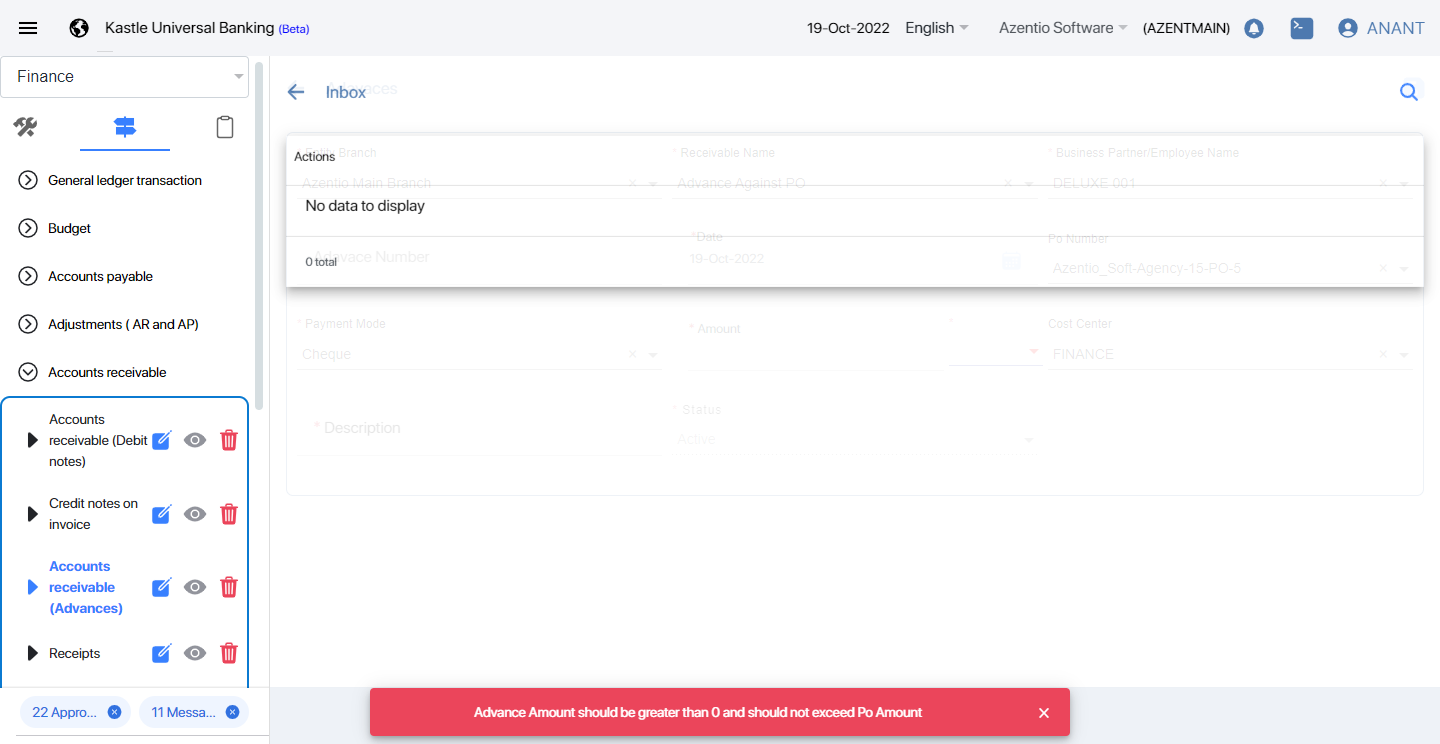 Kastle Universal Banking (Beta)
19-Oct-2022
English
Azentio Software
(AZENTMAIN)
ANANT
Finance
General ledger transaction
Budget
Accounts payable
Adjustments ( AR and AP)
Accounts receivable
Accounts
receivable (Debit
notes)
Credit notes on
invoice
Accounts
receivable
(Advances)
Receipts
22 Appro...
11 Messa...
Inbox
Advances
Actions
* Entity Branch
* Receivable Name
* Business Partner/Employee Name
Azentio Main Branch
Advance Against PO
DELUXE 001
No data to display
*Date
Po Number
Adavace Number
19-Oct-2022
0 total
Azentio_Soft-Agency-15-PO-5
* Payment Mode
* Amount
*
Cost Center
Cheque
FINANCE
* Description
* Status
Active
Advance Amount should be greater than 0 and should not exceed Po Amount